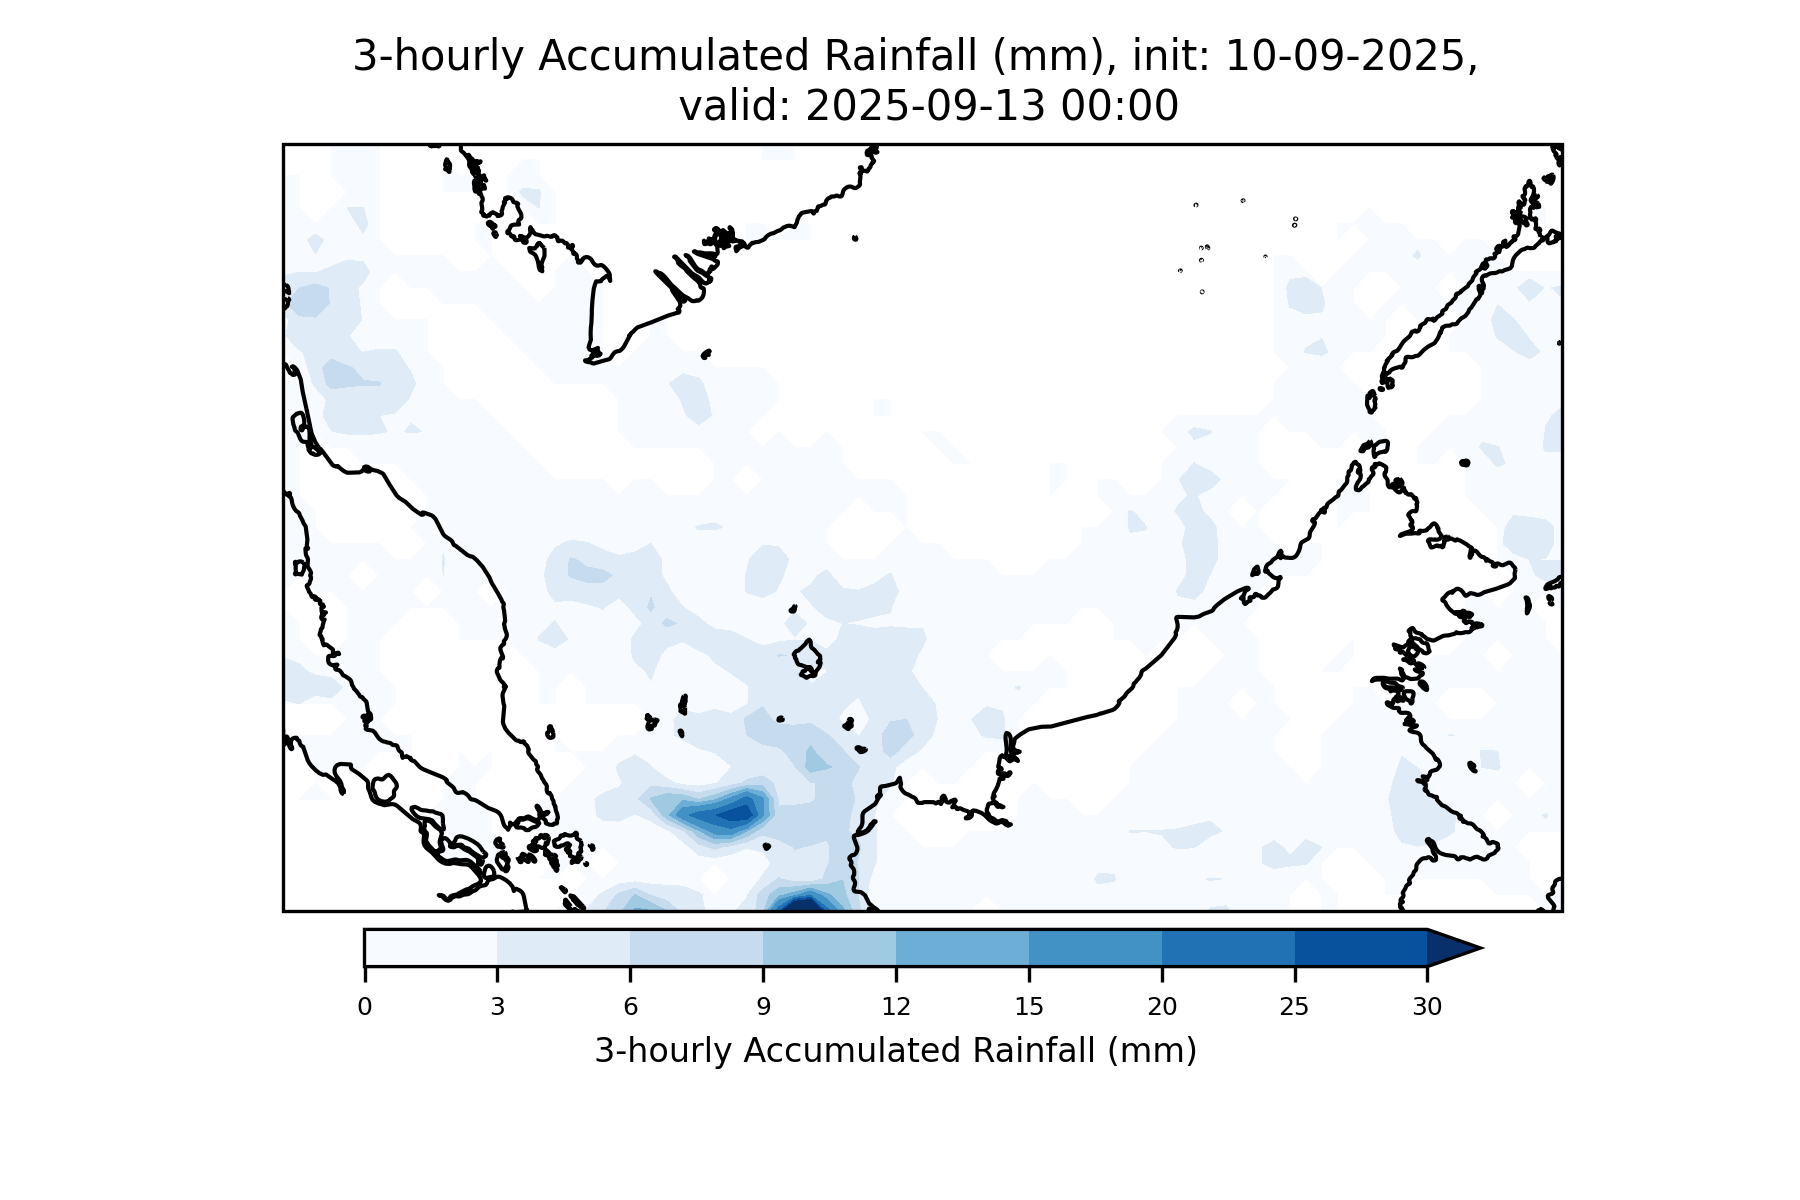 3-hourly Accumulated Rainfall (mm), init: 10-09-2025,
valid: 2025-09-13 00:00
0 3 6 9 12 15 20 25 30
3-hourly Accumulated Rainfall (mm)